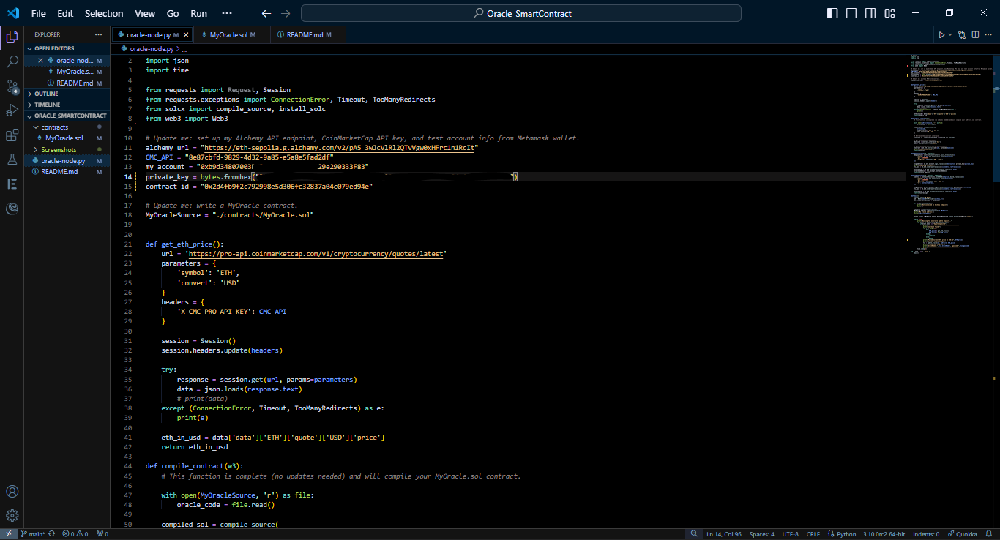 File Edit Selection View Go Run ···
Oracle_SmartContract
EXPLORER
OPEN EDITORS
oracle-nod... M
MyOracle.s... M
README.md M
OUTLINE
TIMELINE
ORACLE_SMARTCONTRACT
contracts
MyOracle.sol M
Screenshots
oracle-node.py M
README.md M
oracle-node.py M MyOracle.sol M README.md M
oracle-node.py > ...
2 import json
3 import time
4
5 from requests import Request, Session
6 from requests.exceptions import ConnectionError, Timeout, TooManyRedirects
7 from solcx import compile_source, install_solc
8 from web3 import Web3
9
10 # Update me: set up my Alchemy API endpoint, CoinMarketCap API key, and test account info from Metamask wallet.
11 alchemy_url = "https://eth-sepolia.g.alchemy.com/v2/pA5_3wJcVlRl2QTvVgw0xHFrc1n1RcIt"
12 CMC_API = "8e87cbfd-9829-4d32-9a85-e5a8e5fad2df"
13 my_account = "0xb9d34807003( 29e290333F83"
14 private_key = bytes.fromhex(" ")
15 contract_id = "0x2d4fb9f2c792998e5d306fc32837a04c079ed94e"
16
17 # Update me: write a MyOracle contract.
18 MyOracleSource = "./contracts/MyOracle.sol"
19
20
21 def get_eth_price():
22 url = 'https://pro-api.coinmarketcap.com/v1/cryptocurrency/quotes/latest'
23 parameters = {
24 'symbol': 'ETH',
25 'convert': 'USD'
26 }
27 headers = {
28 'X-CMC_PRO_API_KEY': CMC_API
29 }
30
31 session = Session()
32 session.headers.update(headers)
33
34 try:
35 response = session.get(url, params=parameters)
36 data = json.loads(response.text)
37 # print(data)
38 except (ConnectionError, Timeout, TooManyRedirects) as e:
39 print(e)
40
41 eth_in_usd = data['data']['ETH']['quote']['USD']['price']
42 return eth_in_usd
43
44 def compile_contract(w3):
45 # This function is complete (no updates needed) and will compile your MyOracle.sol contract.
46
47 with open(MyOracleSource, 'r') as file:
48 oracle_code = file.read()
49
50 compiled_sol = compile_source(
main* 0 0 0 Ln 14, Col 96 Spaces: 4 UTF-8 CRLF Python 3.10.0rc2 64-bit Indents: 0 Quokka